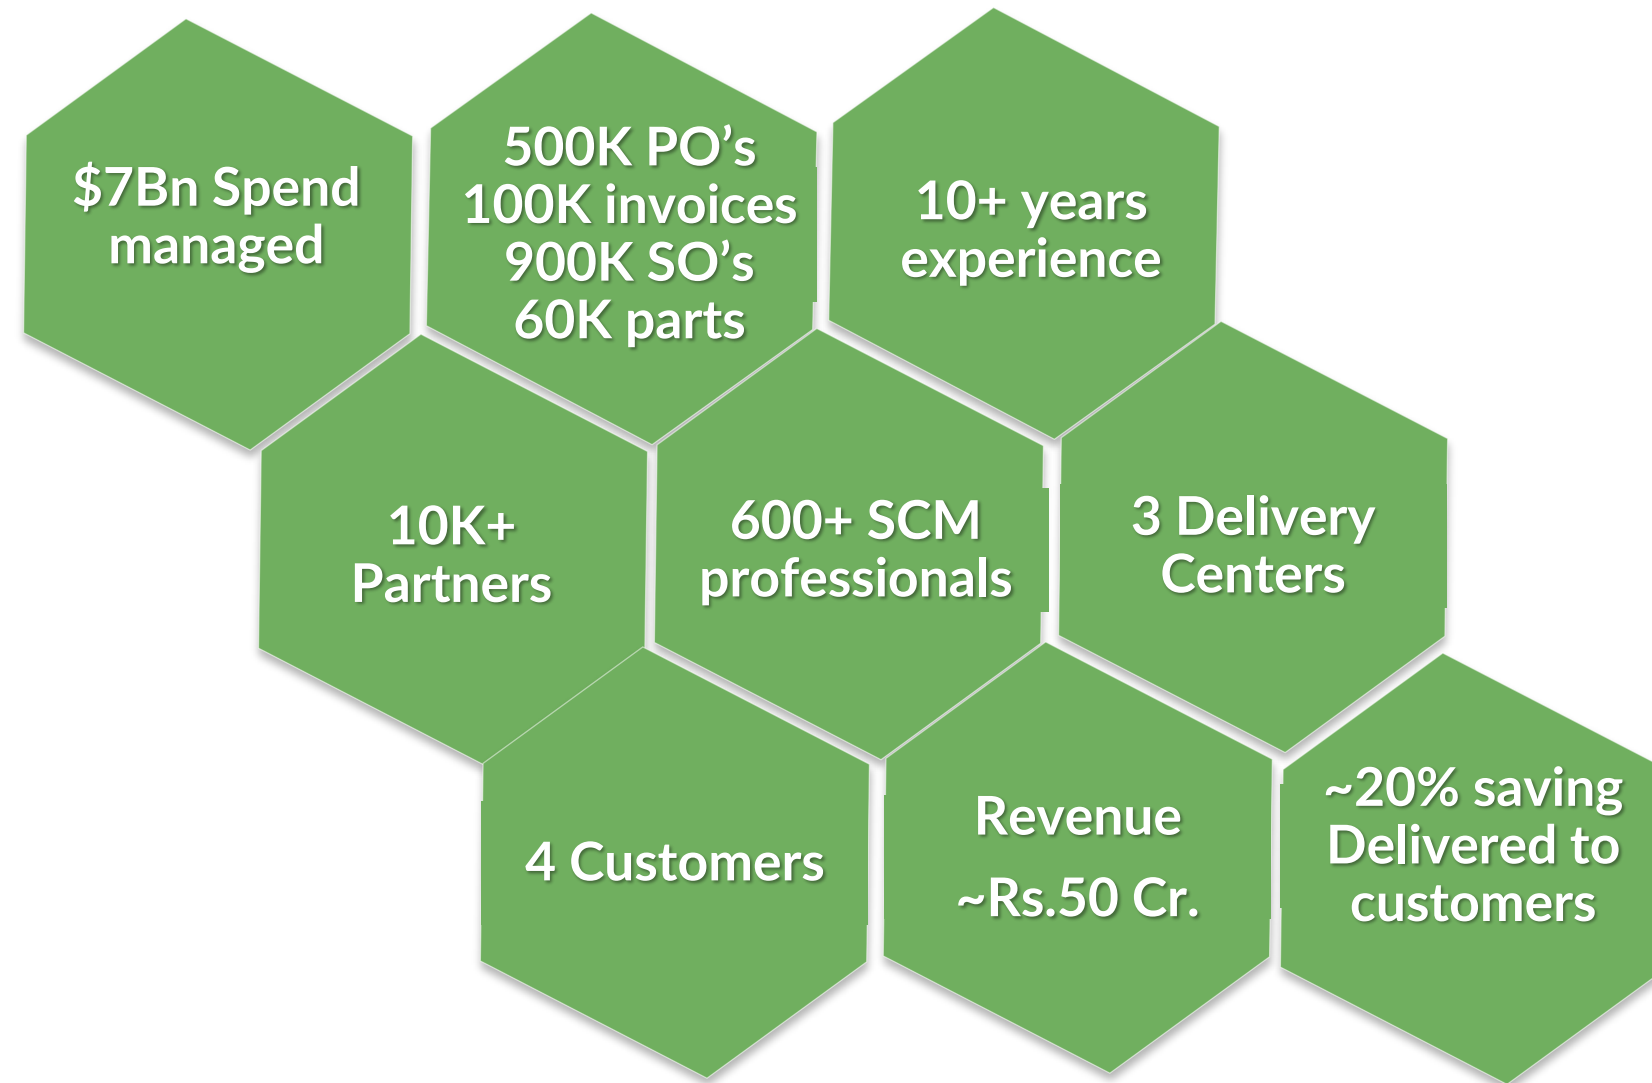 $7Bn Spend
managed
500K PO’s
100K invoices
900K SO’s
60K parts
10+ years
experience
10K+
Partners
600+ SCM
professionals
3 Delivery
Centers
4 Customers
Revenue
~Rs.50 Cr.
~20% saving
Delivered to
customers